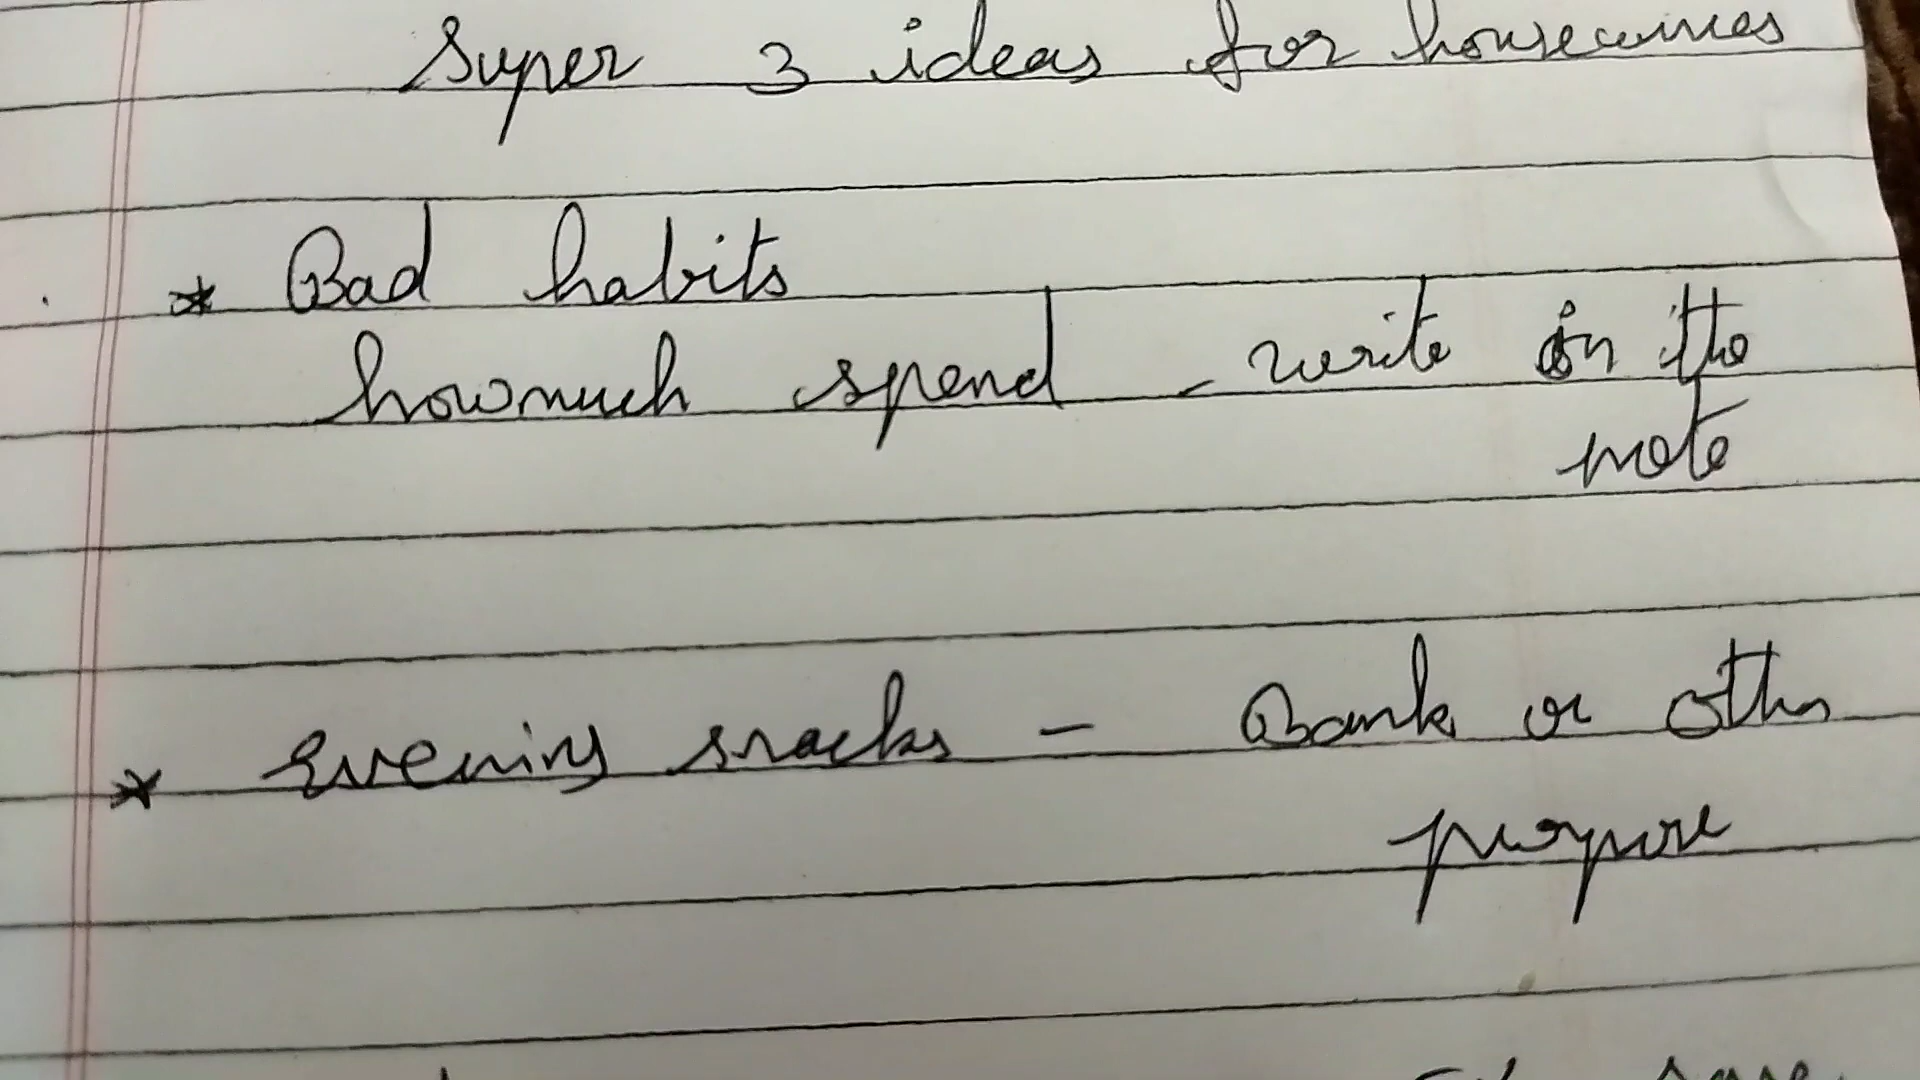 Super 3 ideas for housewives
* Bad habits
howmuch spend - write in the
note
* Evening snacks - Bank or other
purpose